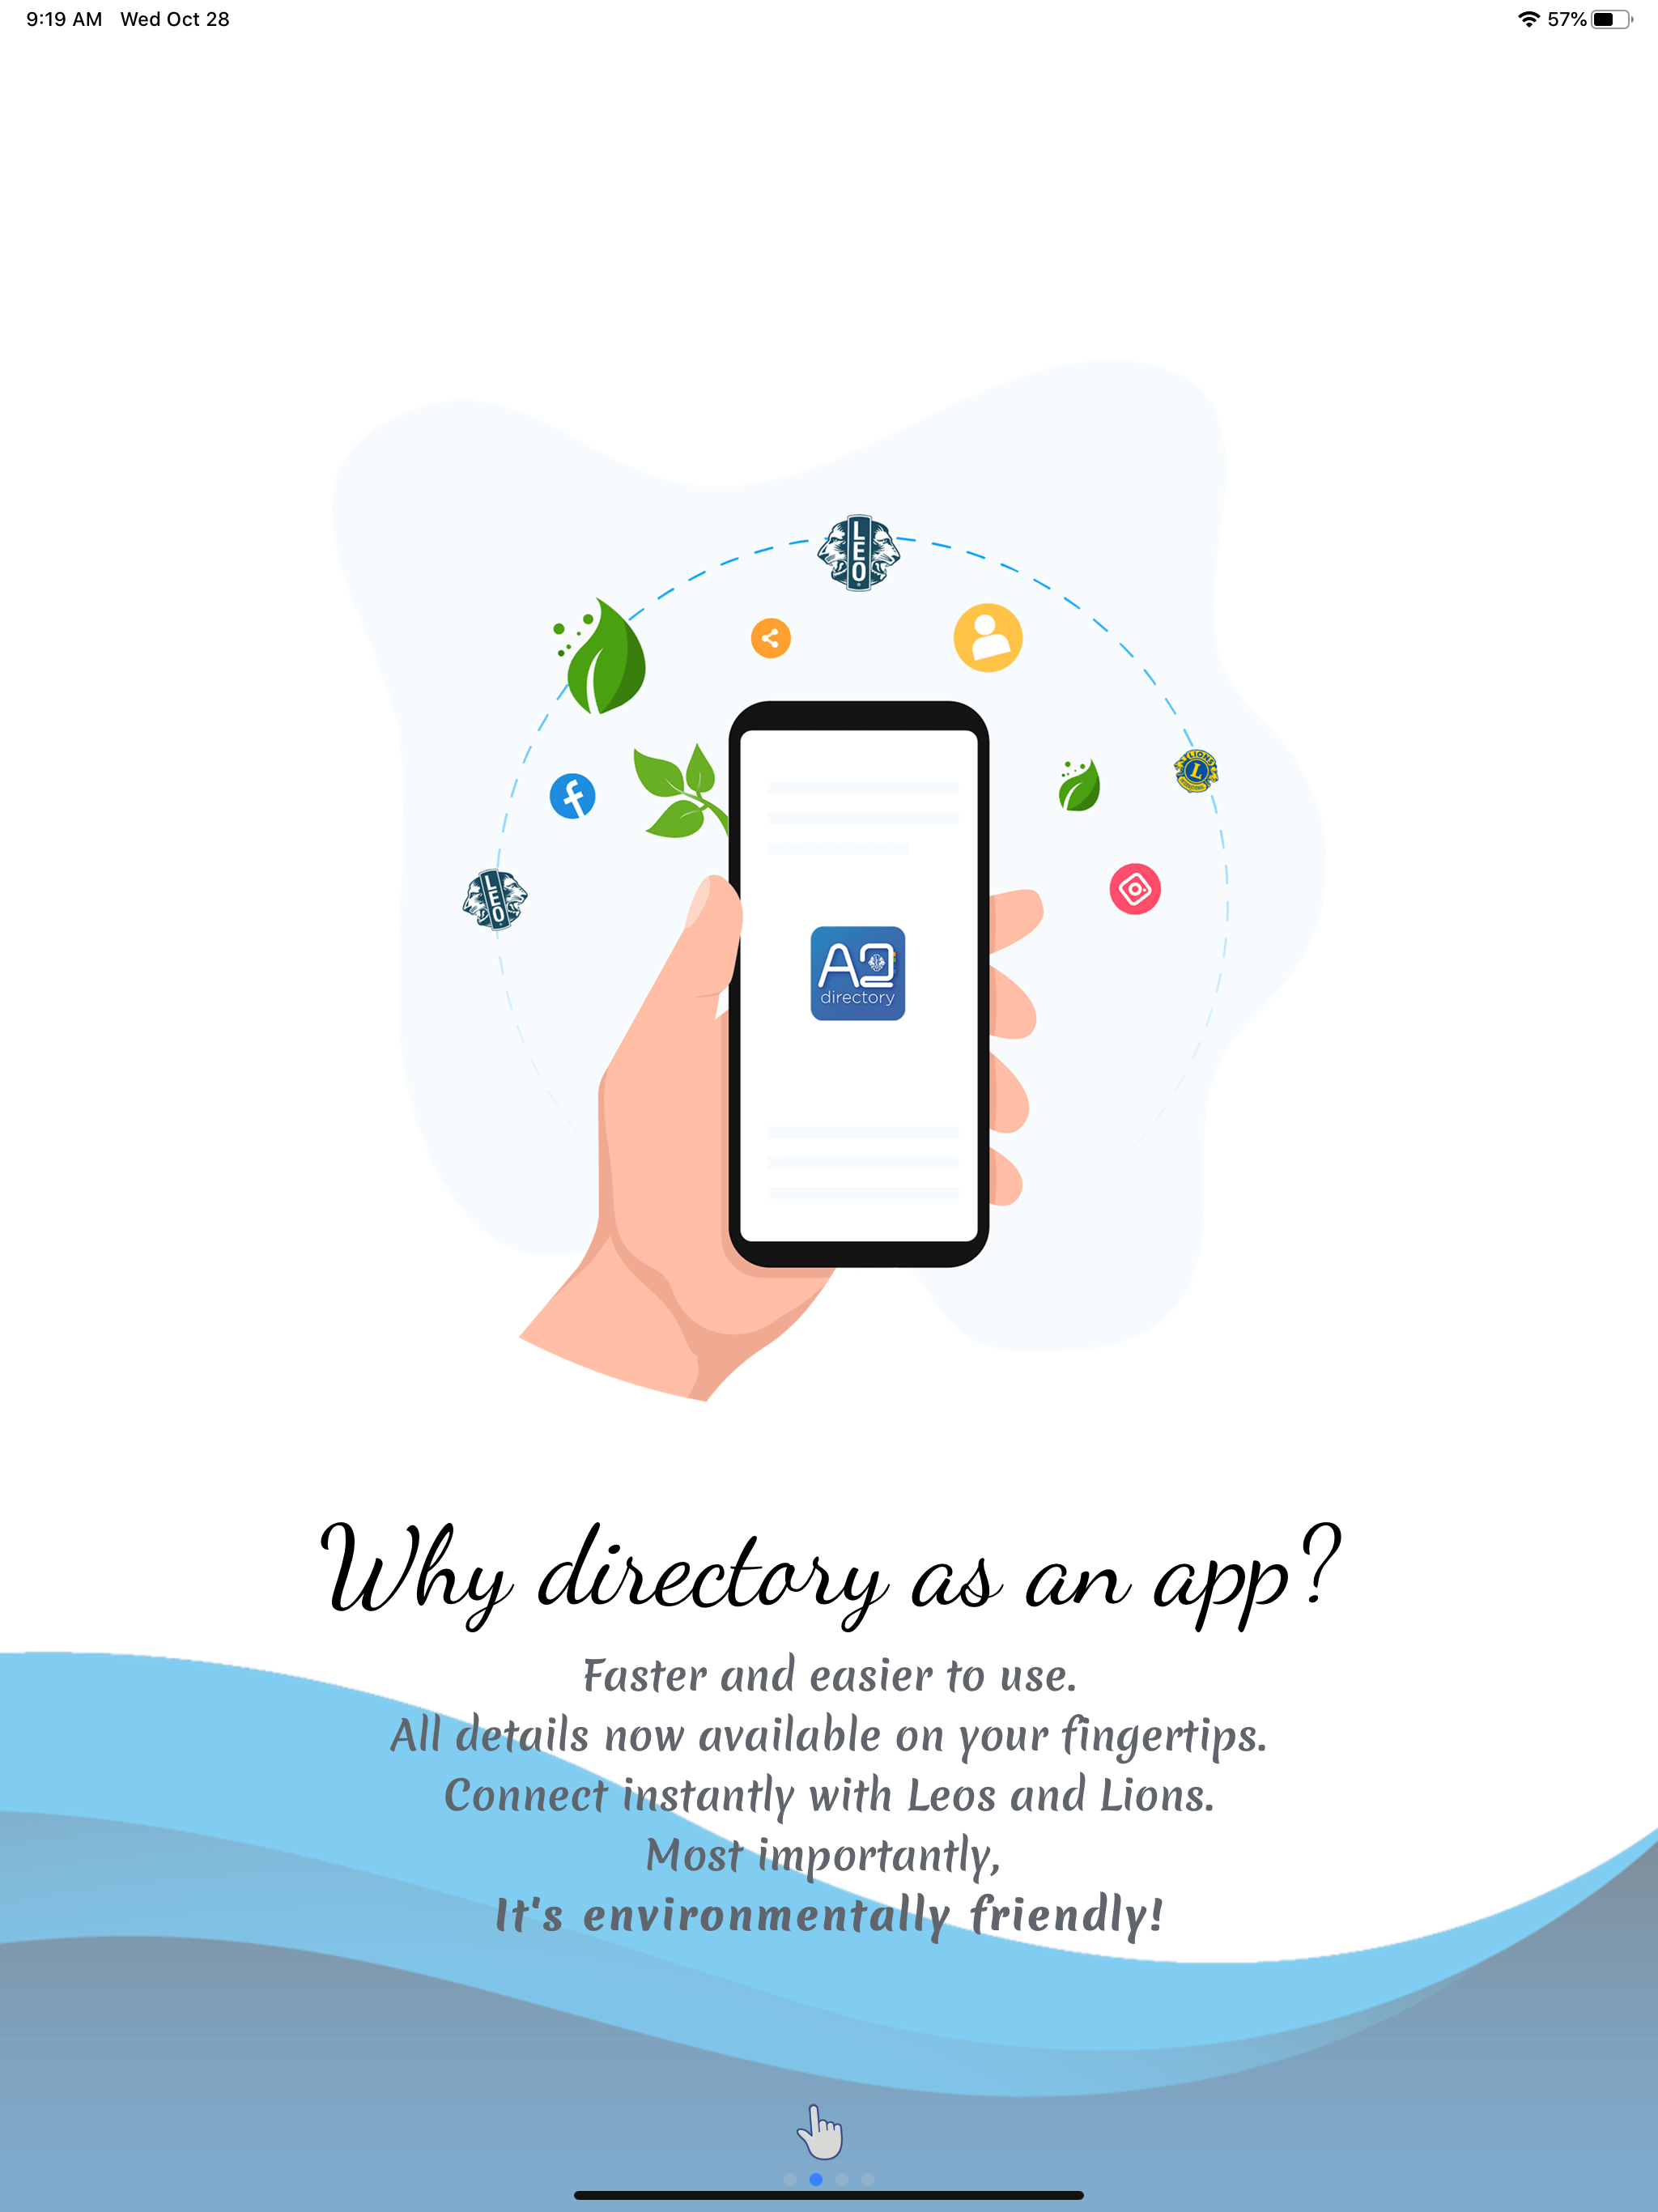 9:19 AM Wed Oct 28 57%
LEO
LIONS
L
INTERNATIONAL
LEO
A2
directory
Why directory as an app?
Faster and easier to use.
All details now available on your fingertips.
Connect instantly with Leos and Lions.
Most importantly,
It's environmentally friendly!